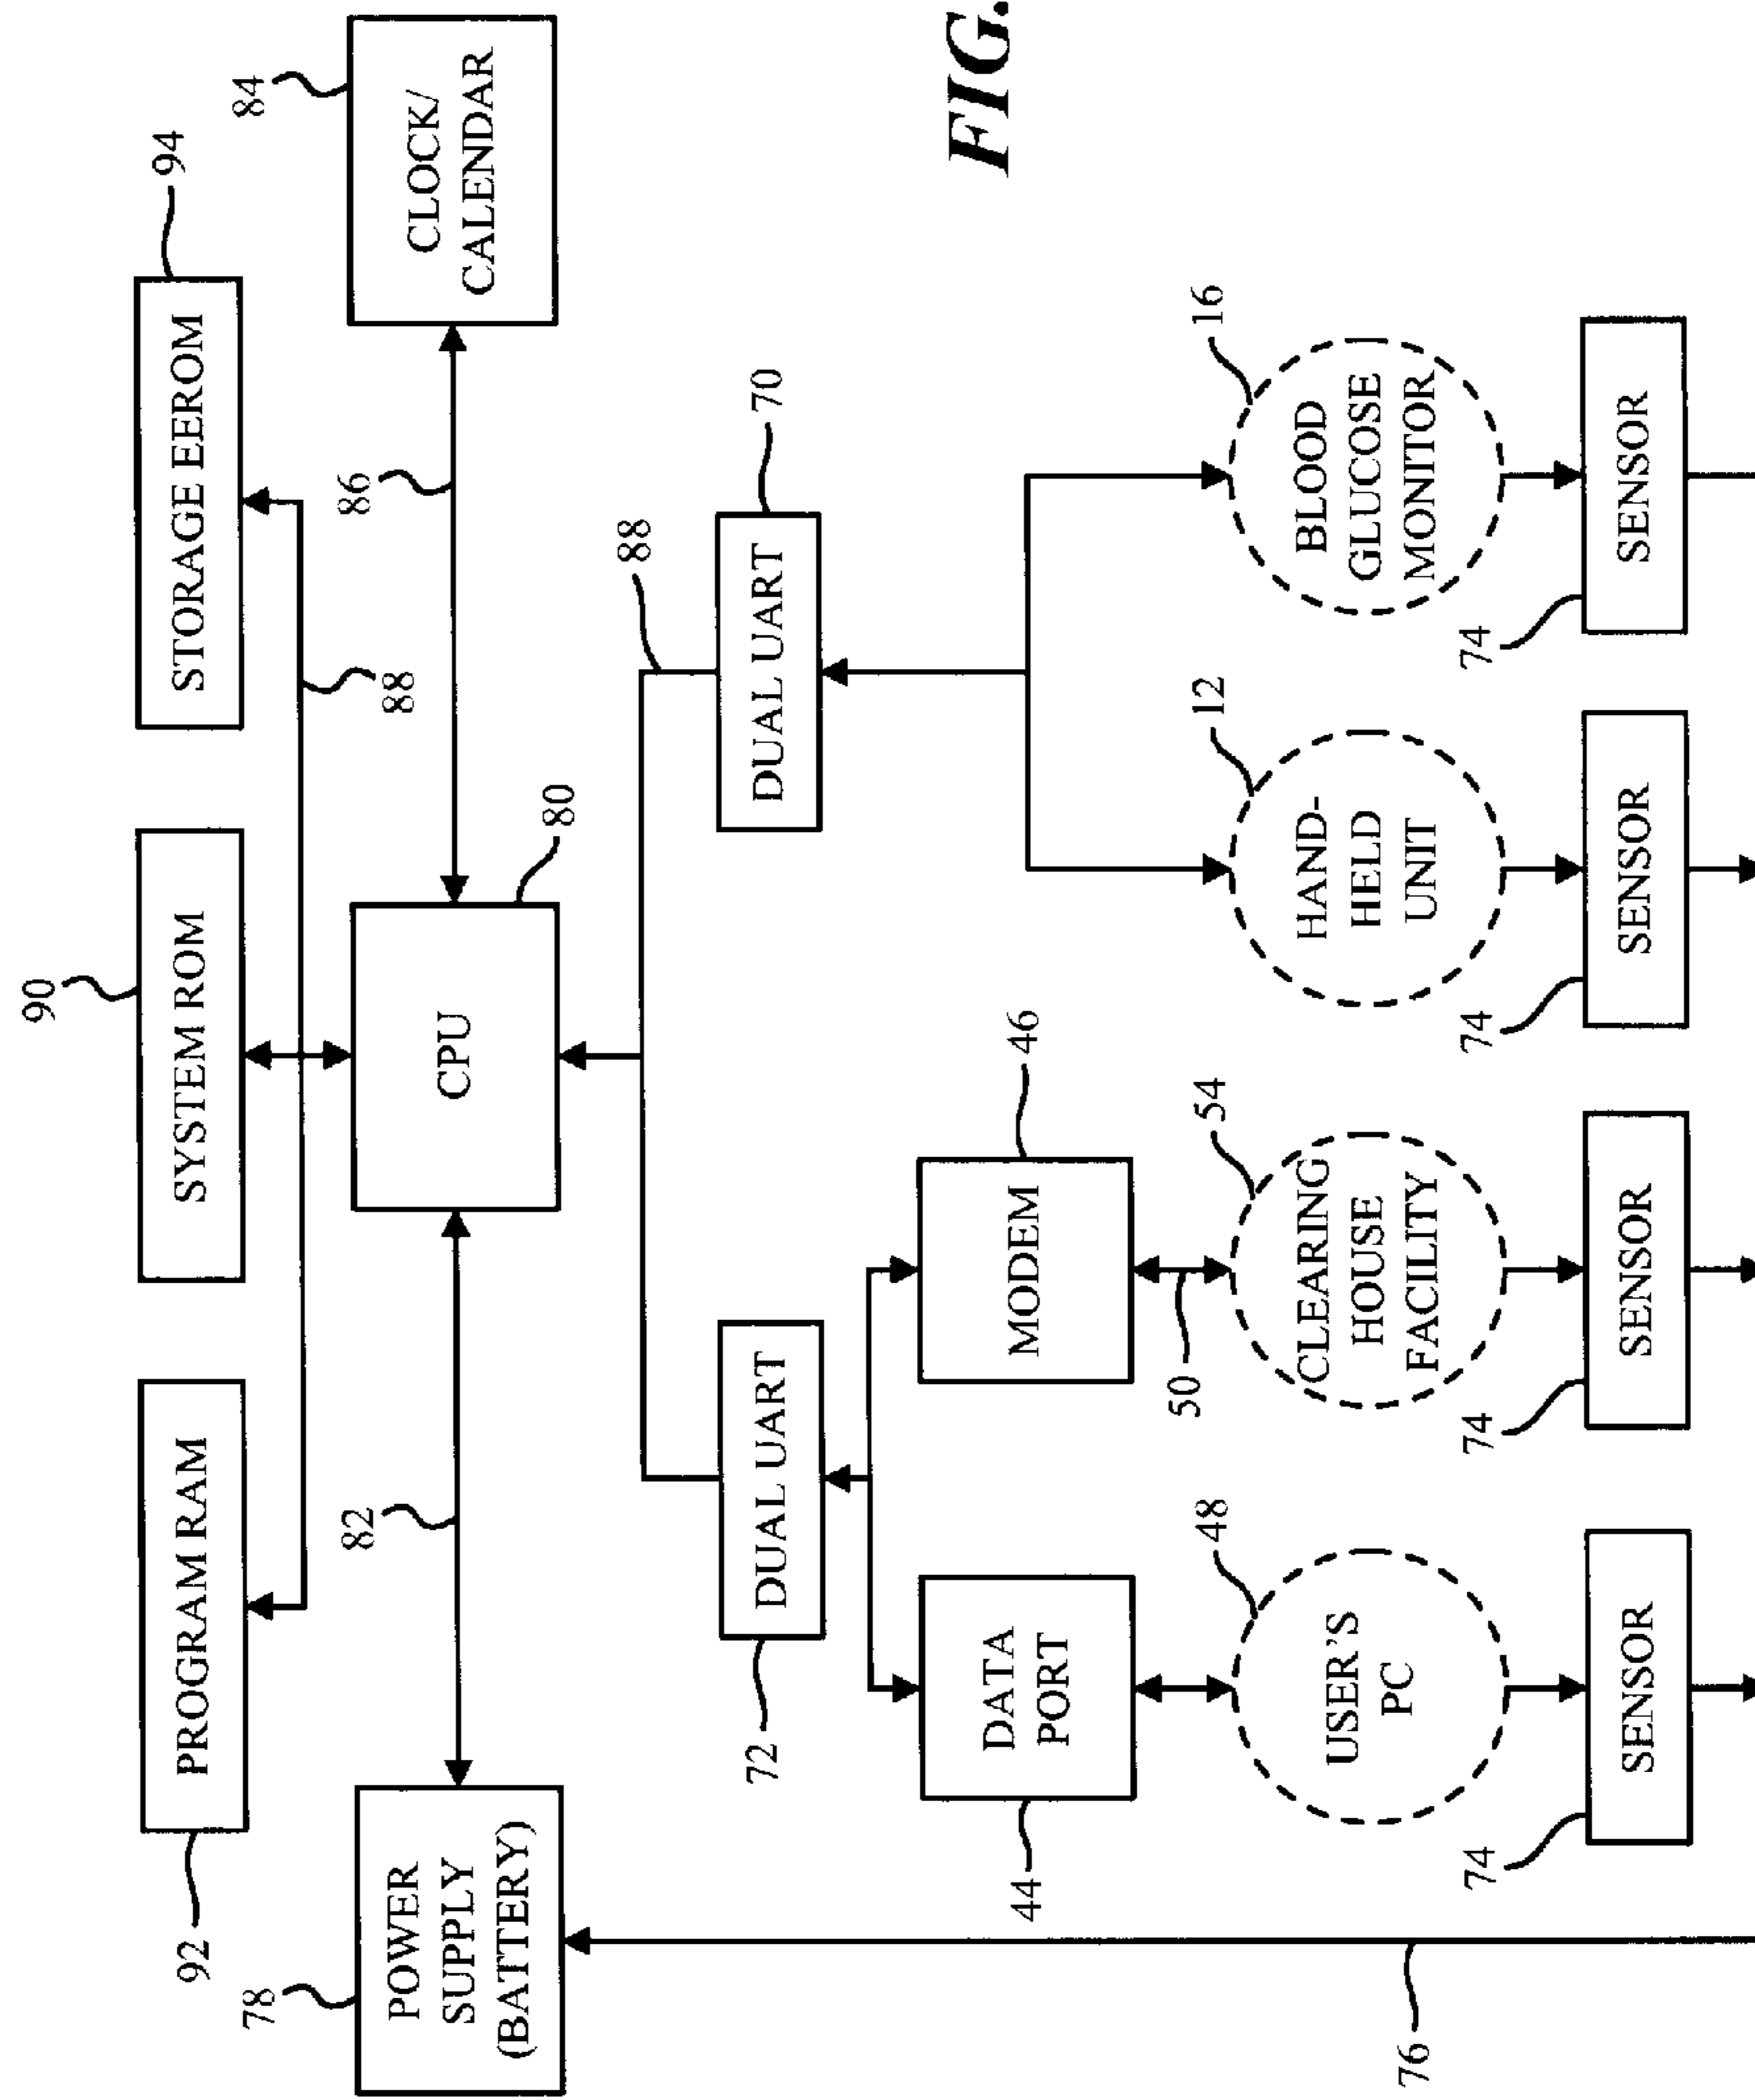 92
PROGRAM RAM
90
SYSTEM ROM
STORAGE EEROM
94
88
78
POWER
SUPPLY
(BATTERY)
82
CPU
80
86
84
CLOCK/
CALENDAR
88
72
DUAL UART
DUAL UART
70
44
DATA
PORT
MODEM
46
50
FIG.
48
USER'S
PC
54
CLEARING
HOUSE
FACILITY
12
HAND-
HELD
UNIT
16
BLOOD
GLUCOSE
MONITOR
76
74
SENSOR
74
SENSOR
74
SENSOR
74
SENSOR